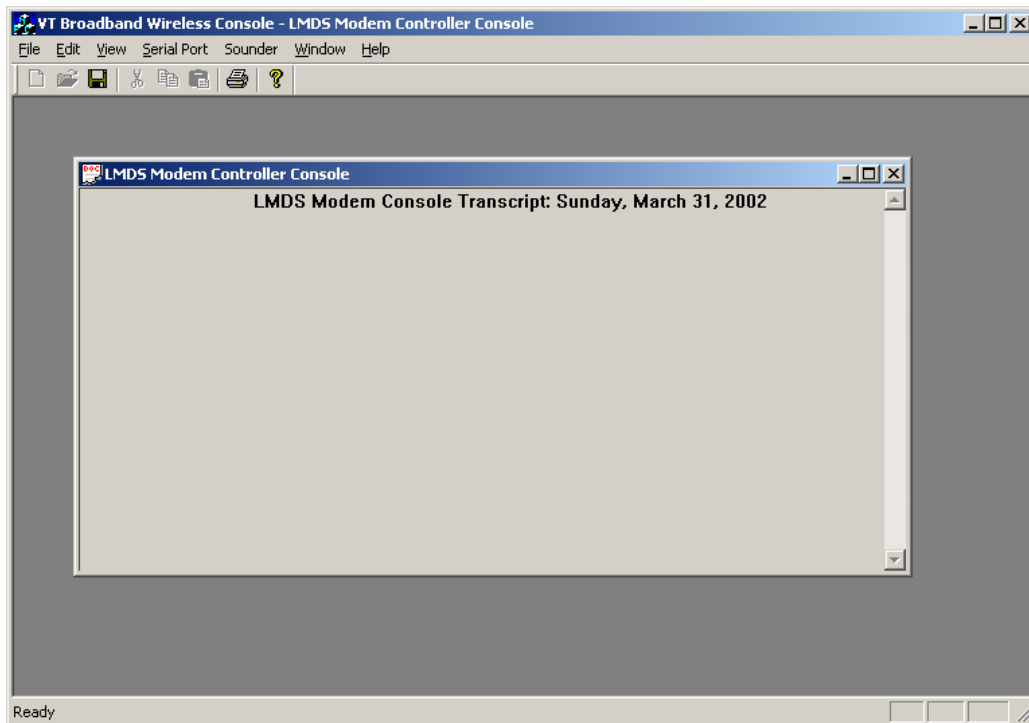 VT Broadband Wireless Console - LMDS Modem Controller Console
File Edit View Serial Port Sounder Window Help
LMDS Modem Controller Console
LMDS Modem Console Transcript: Sunday, March 31, 2002
Ready